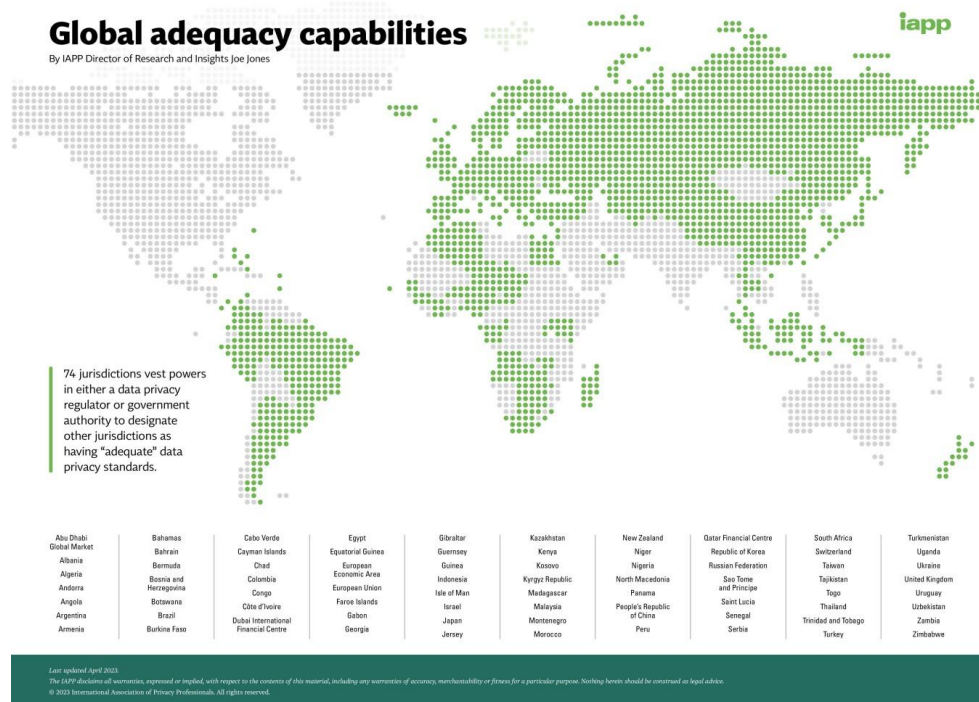 Global adequacy capabilities
By IAPP Director of Research and Insights Joe Jones
iapp
74 jurisdictions vest powers
in either a data privacy
regulator or government
authority to designate
other jurisdictions as
having “adequate” data
privacy standards.
Abu Dhabi
Global Market
Albania
Algeria
Andorra
Angola
Argentina
Armenia
Bahamas
Bahrain
Bermuda
Bosnia and
Herzegovina
Botswana
Brazil
Burkina Faso
Cabo Verde
Cayman Islands
Chad
Colombia
Congo
Côte d'Ivoire
Dubai International
Financial Centre
Egypt
Equatorial Guinea
European
Economic Area
European Union
Faroe Islands
Gabon
Georgia
Gibraltar
Guernsey
Guinea
Indonesia
Isle of Man
Israel
Japan
Jersey
Kazakhstan
Kenya
Kosovo
Kyrgyz Republic
Madagascar
Malaysia
Montenegro
Morocco
New Zealand
Niger
Nigeria
North Macedonia
Panama
People's Republic
of China
Peru
Qatar Financial Centre
Republic of Korea
Russian Federation
Sao Tome
and Principe
Saint Lucia
Senegal
Serbia
South Africa
Switzerland
Taiwan
Tajikistan
Togo
Thailand
Trinidad and Tobago
Turkey
Turkmenistan
Uganda
Ukraine
United Kingdom
Uruguay
Uzbekistan
Zambia
Zimbabwe
Last updated April 2023.
The IAPP disclaims all warranties, expressed or implied, with respect to the contents of this material, including any warranties of accuracy, merchantability or fitness for a particular purpose. Nothing herein should be construed as legal advice.
© 2023 International Association of Privacy Professionals. All rights reserved.